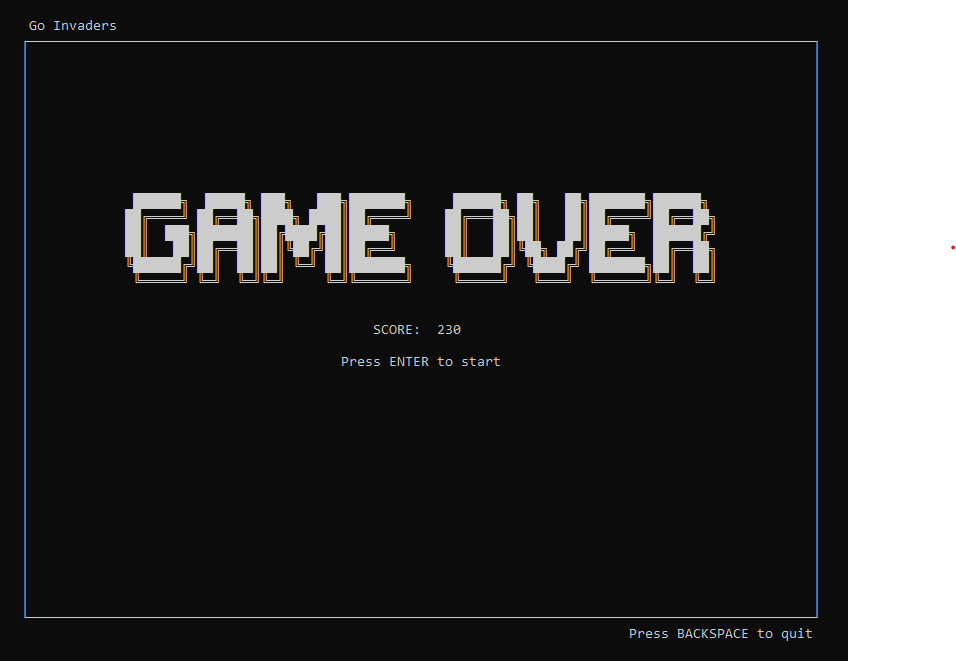 Go Invaders
GAME OVER
SCORE:  230
Press ENTER to start
Press BACKSPACE to quit